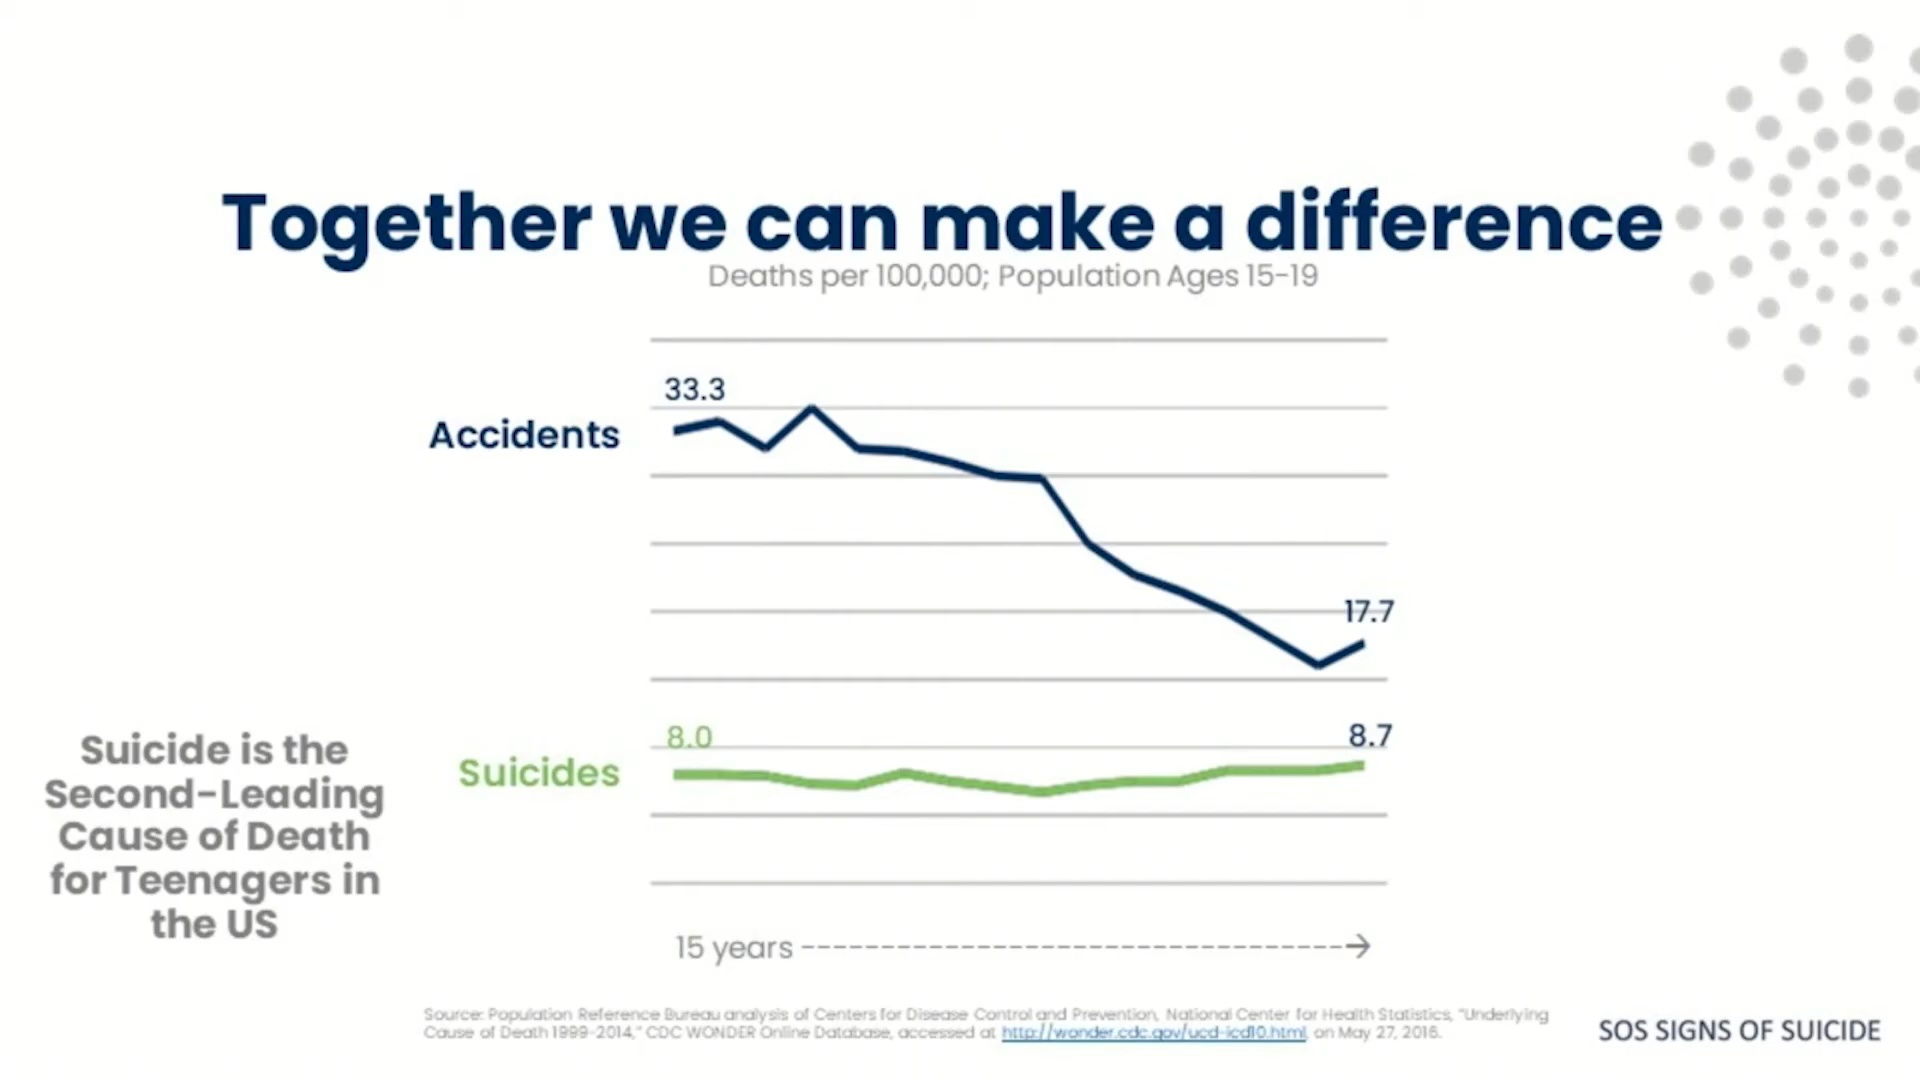 Together we can make a difference
Deaths per 100,000; Population Ages 15-19
33.3
Accidents
17.7
8.0
8.7
Suicides
Suicide is the
Second-Leading
Cause of Death
for Teenagers in
the US
15 years
Source: Population Reference Bureau analysis of Centers for Disease Control and Prevention, National Center for Health Statistics, "Underlying
Cause of Death 1999-2014," CDC WONDER Online Database, accessed at http://wonder.cdc.gov/ucd-icd10.html, on May 27, 2016.
SOS SIGNS OF SUICIDE